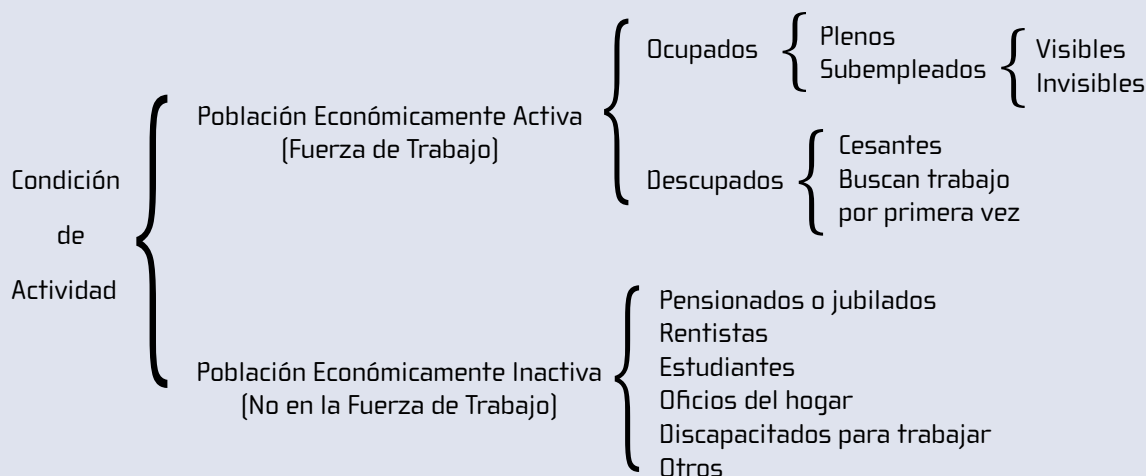 Condición
de
Actividad
Población Económicamente Activa
(Fuerza de Trabajo)
Ocupados
Plenos
Subempleados
Visibles
Invisibles
Descupados
Cesantes
Buscan trabajo
por primera vez
Población Económicamente Inactiva
(No en la Fuerza de Trabajo)
Pensionados o jubilados
Rentistas
Estudiantes
Oficios del hogar
Discapacitados para trabajar
Otros